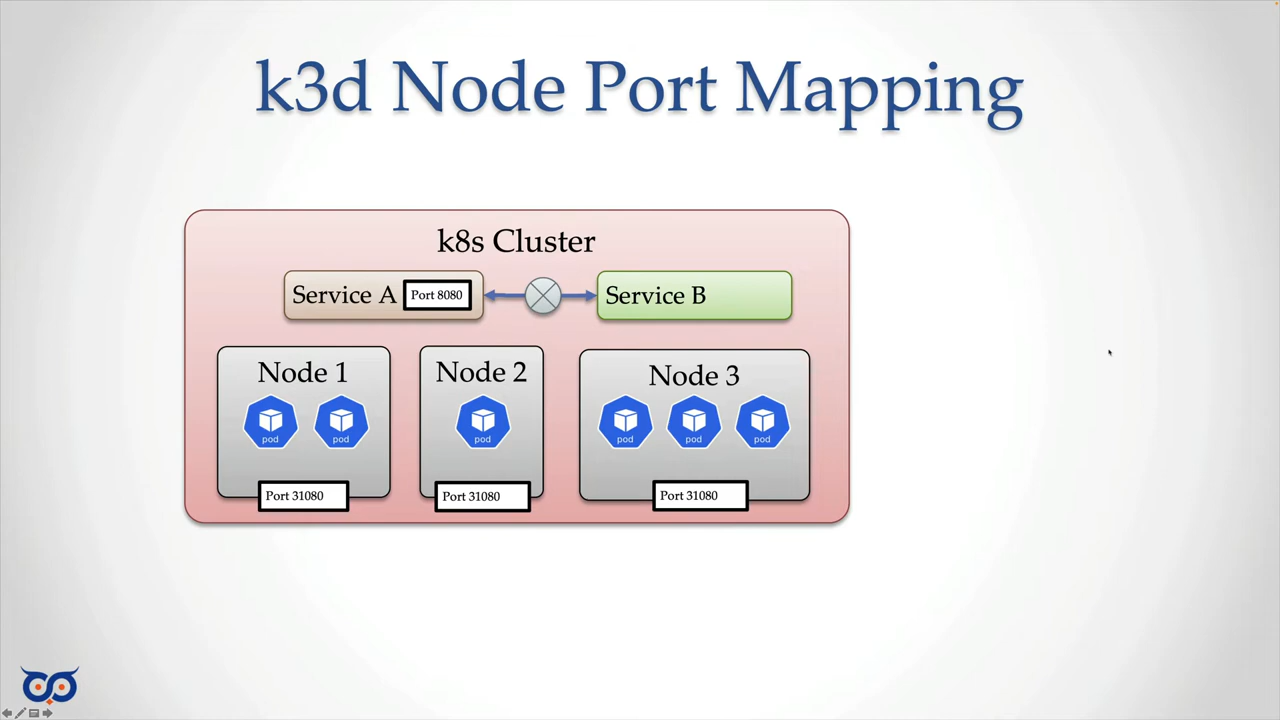 k3d Node Port Mapping
k8s Cluster
Service A
Port 8080
Service B
Node 1
Node 2
Node 3
pod
pod
pod
pod
pod
pod
Port 31080
Port 31080
Port 31080